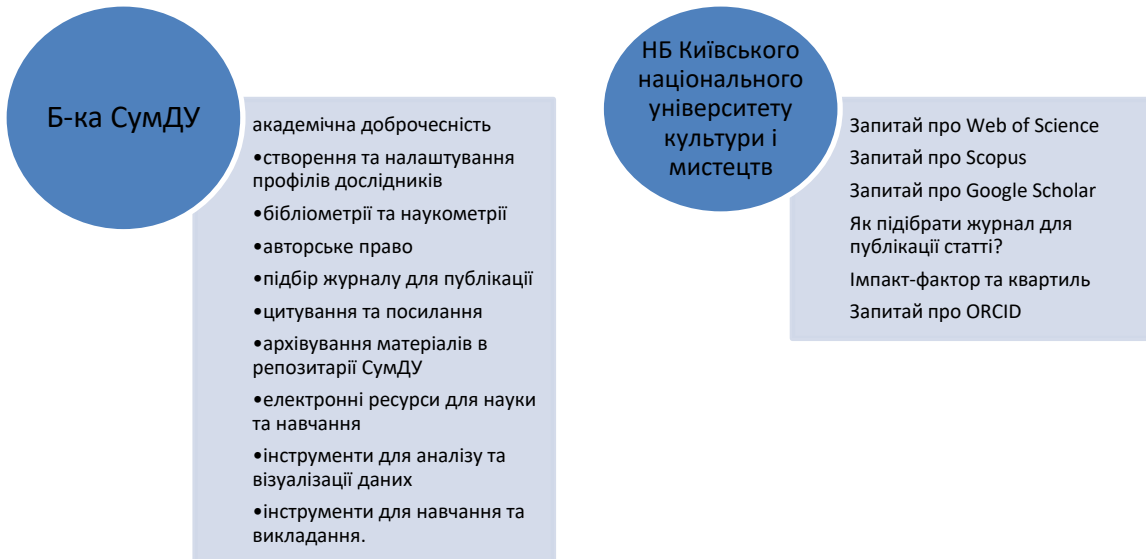 Б-ка СумДУ
академічна доброчесність
•створення та налаштування
профілів дослідників
•бібліометрії та наукометрії
•авторське право
•підбір журналу для публікації
•цитування та посилання
•архівування матеріалів в
репозитарії СумДУ
•електронні ресурси для науки
та навчання
•інструменти для аналізу та
візуалізації даних
•інструменти для навчання та
викладання.
НБ Київського
національного
університету
культури і
мистецтв
Запитай про Web of Science
Запитай про Scopus
Запитай про Google Scholar
Як підібрати журнал для
публікації статті?
Імпакт-фактор та квартиль
Запитай про ORCID